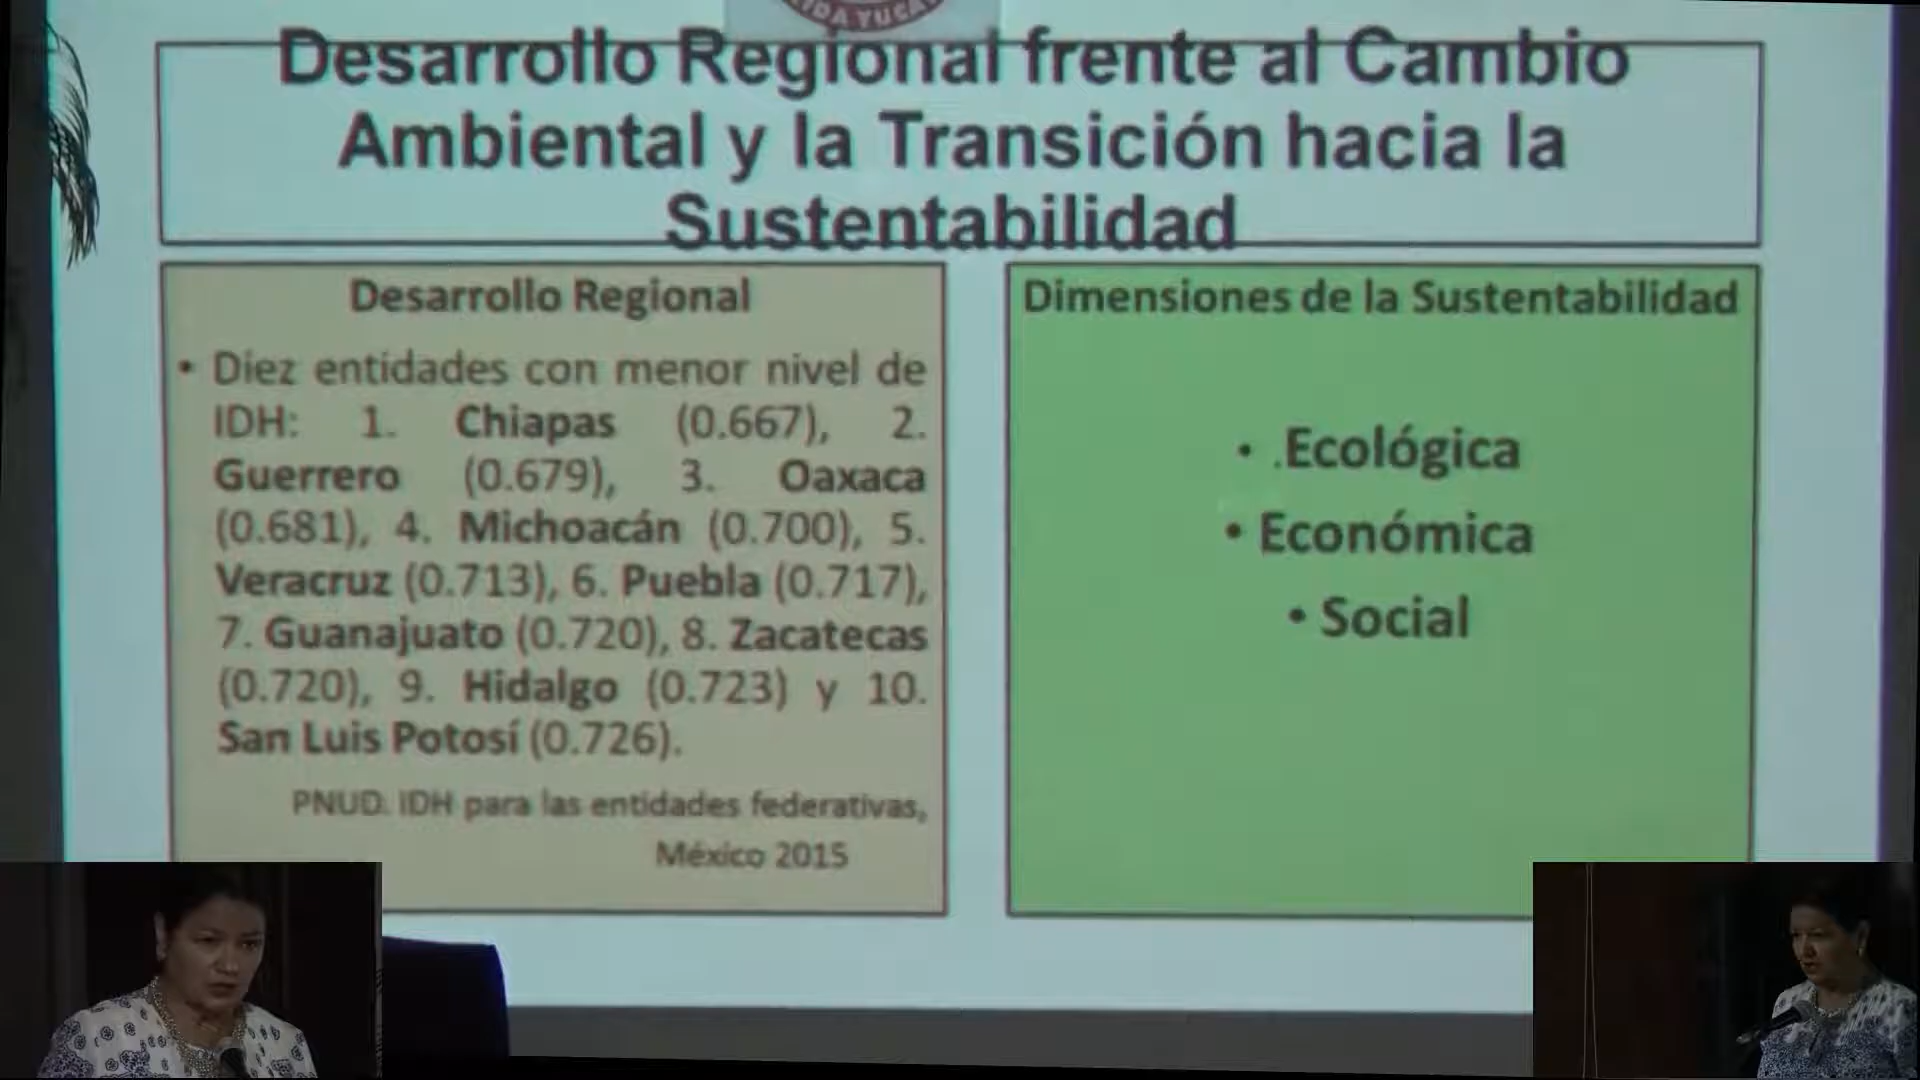 IDA YUCA
Desarrollo Regional frente al Cambio
Ambiental y la Transición hacia la
Sustentabilidad
Desarrollo Regional
• Diez entidades con menor nivel de
IDH: 1. Chiapas (0.667), 2.
Guerrero (0.679), 3. Oaxaca
(0.681), 4. Michoacán (0.700), 5.
Veracruz (0.713), 6. Puebla (0.717),
7. Guanajuato (0.720), 8. Zacatecas
(0.720), 9. Hidalgo (0.723) y 10.
San Luis Potosí (0.726).
PNUD. IDH para las entidades federativas,
México 2015
Dimensiones de la Sustentabilidad
• .Ecológica
• Económica
• Social